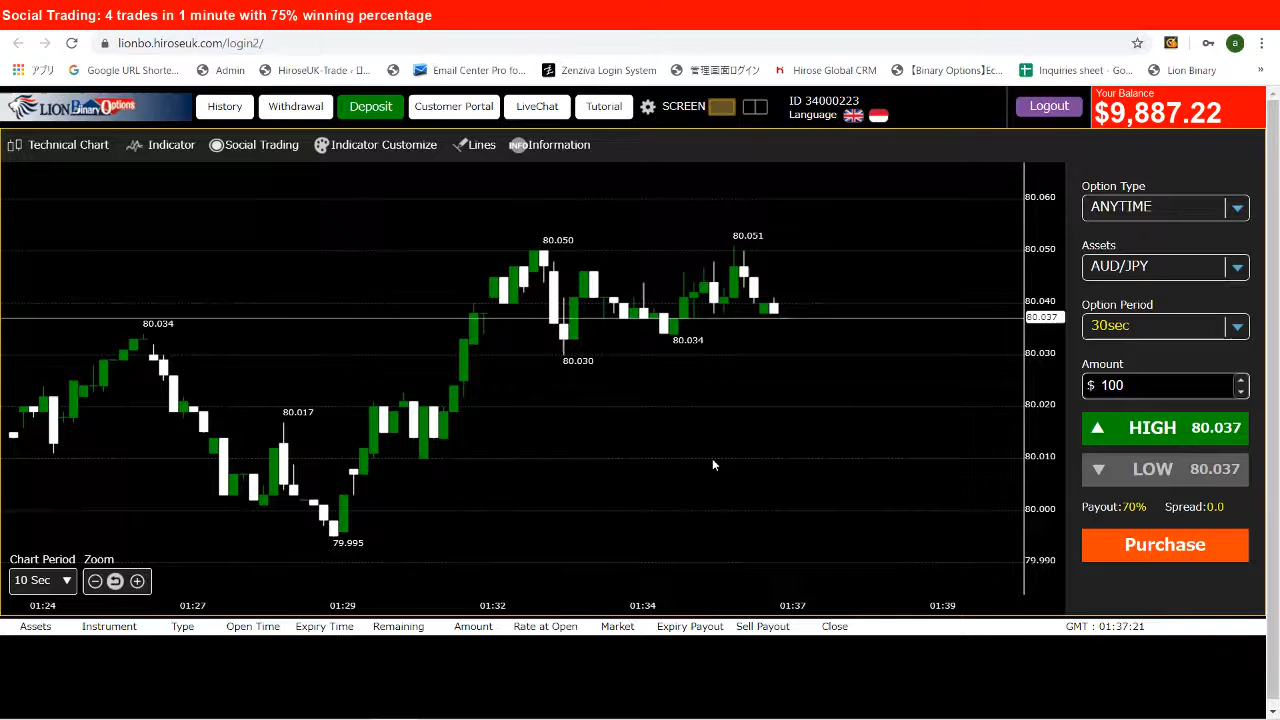 Social Trading: 4 trades in 1 minute with 75% winning percentage
lionbo.hiroseuk.com/login2/
アプリ Google URL Shorte... Admin HiroseUK-Trade ‹ ロ... Email Center Pro fo... Zenziva Login System 管理画面ログイン Hirose Global CRM 【Binary Options】Ec... Inquiries sheet - Go... Lion Binary »
LION Binary Options History Withdrawal Deposit Customer Portal LiveChat Tutorial SCREEN ID 34000223 Logout Your Balance
Language $9,887.22
Technical Chart Indicator Social Trading Indicator Customize Lines INFO Information
Option Type
ANYTIME
Assets
AUD/JPY
Option Period
30sec
Amount
$ 100
HIGH 80.037
LOW 80.037
Payout:70% Spread:0.0
Purchase
80.060
80.050
80.040
80.037
80.030
80.020
80.010
80.000
79.990
80.034
80.017
79.995
80.050
80.030
80.034
80.051
Chart Period Zoom
10 Sec
01:24 01:27 01:29 01:32 01:34 01:37 01:39
Assets Instrument Type Open Time Expiry Time Remaining Amount Rate at Open Market Expiry Payout Sell Payout Close GMT : 01:37:21